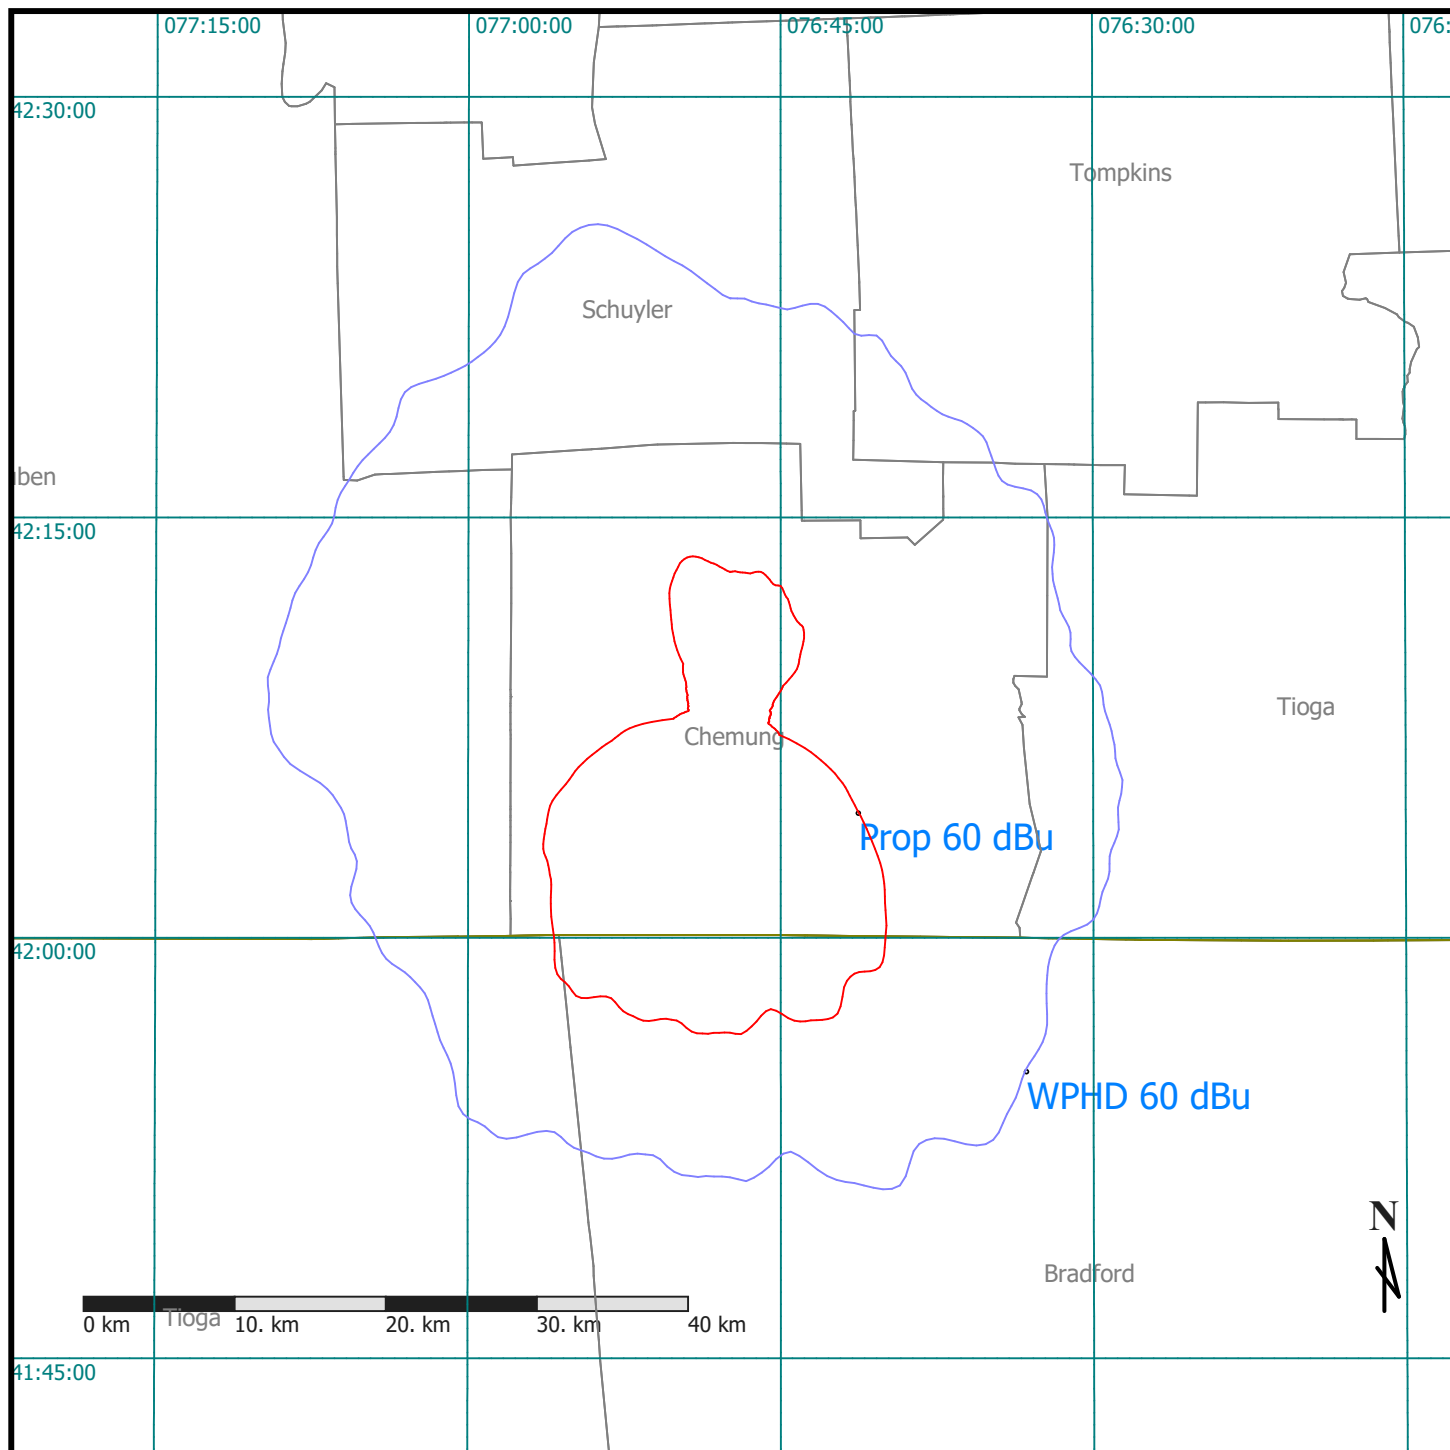 077:15:00 077:00:00 076:45:00 076:30:00 076:
42:30:00
Tompkins
Schuyler
uben
42:15:00
Tioga
Chemung
Prop 60 dBu
42:00:00
WPHD 60 dBu
N
Bradford
Tioga
0 km 10. km 20. km 30. km 40 km
41:45:00